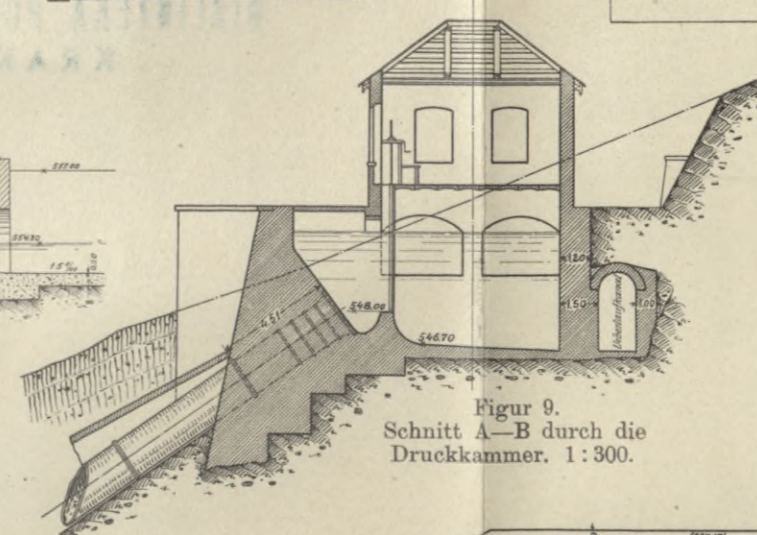 KRA
557.00
554.30
548.00
4.51
546.70
1.20
1.50
1.00
Figur 9.
Schnitt A—B durch die
Druckkammer. 1:300.